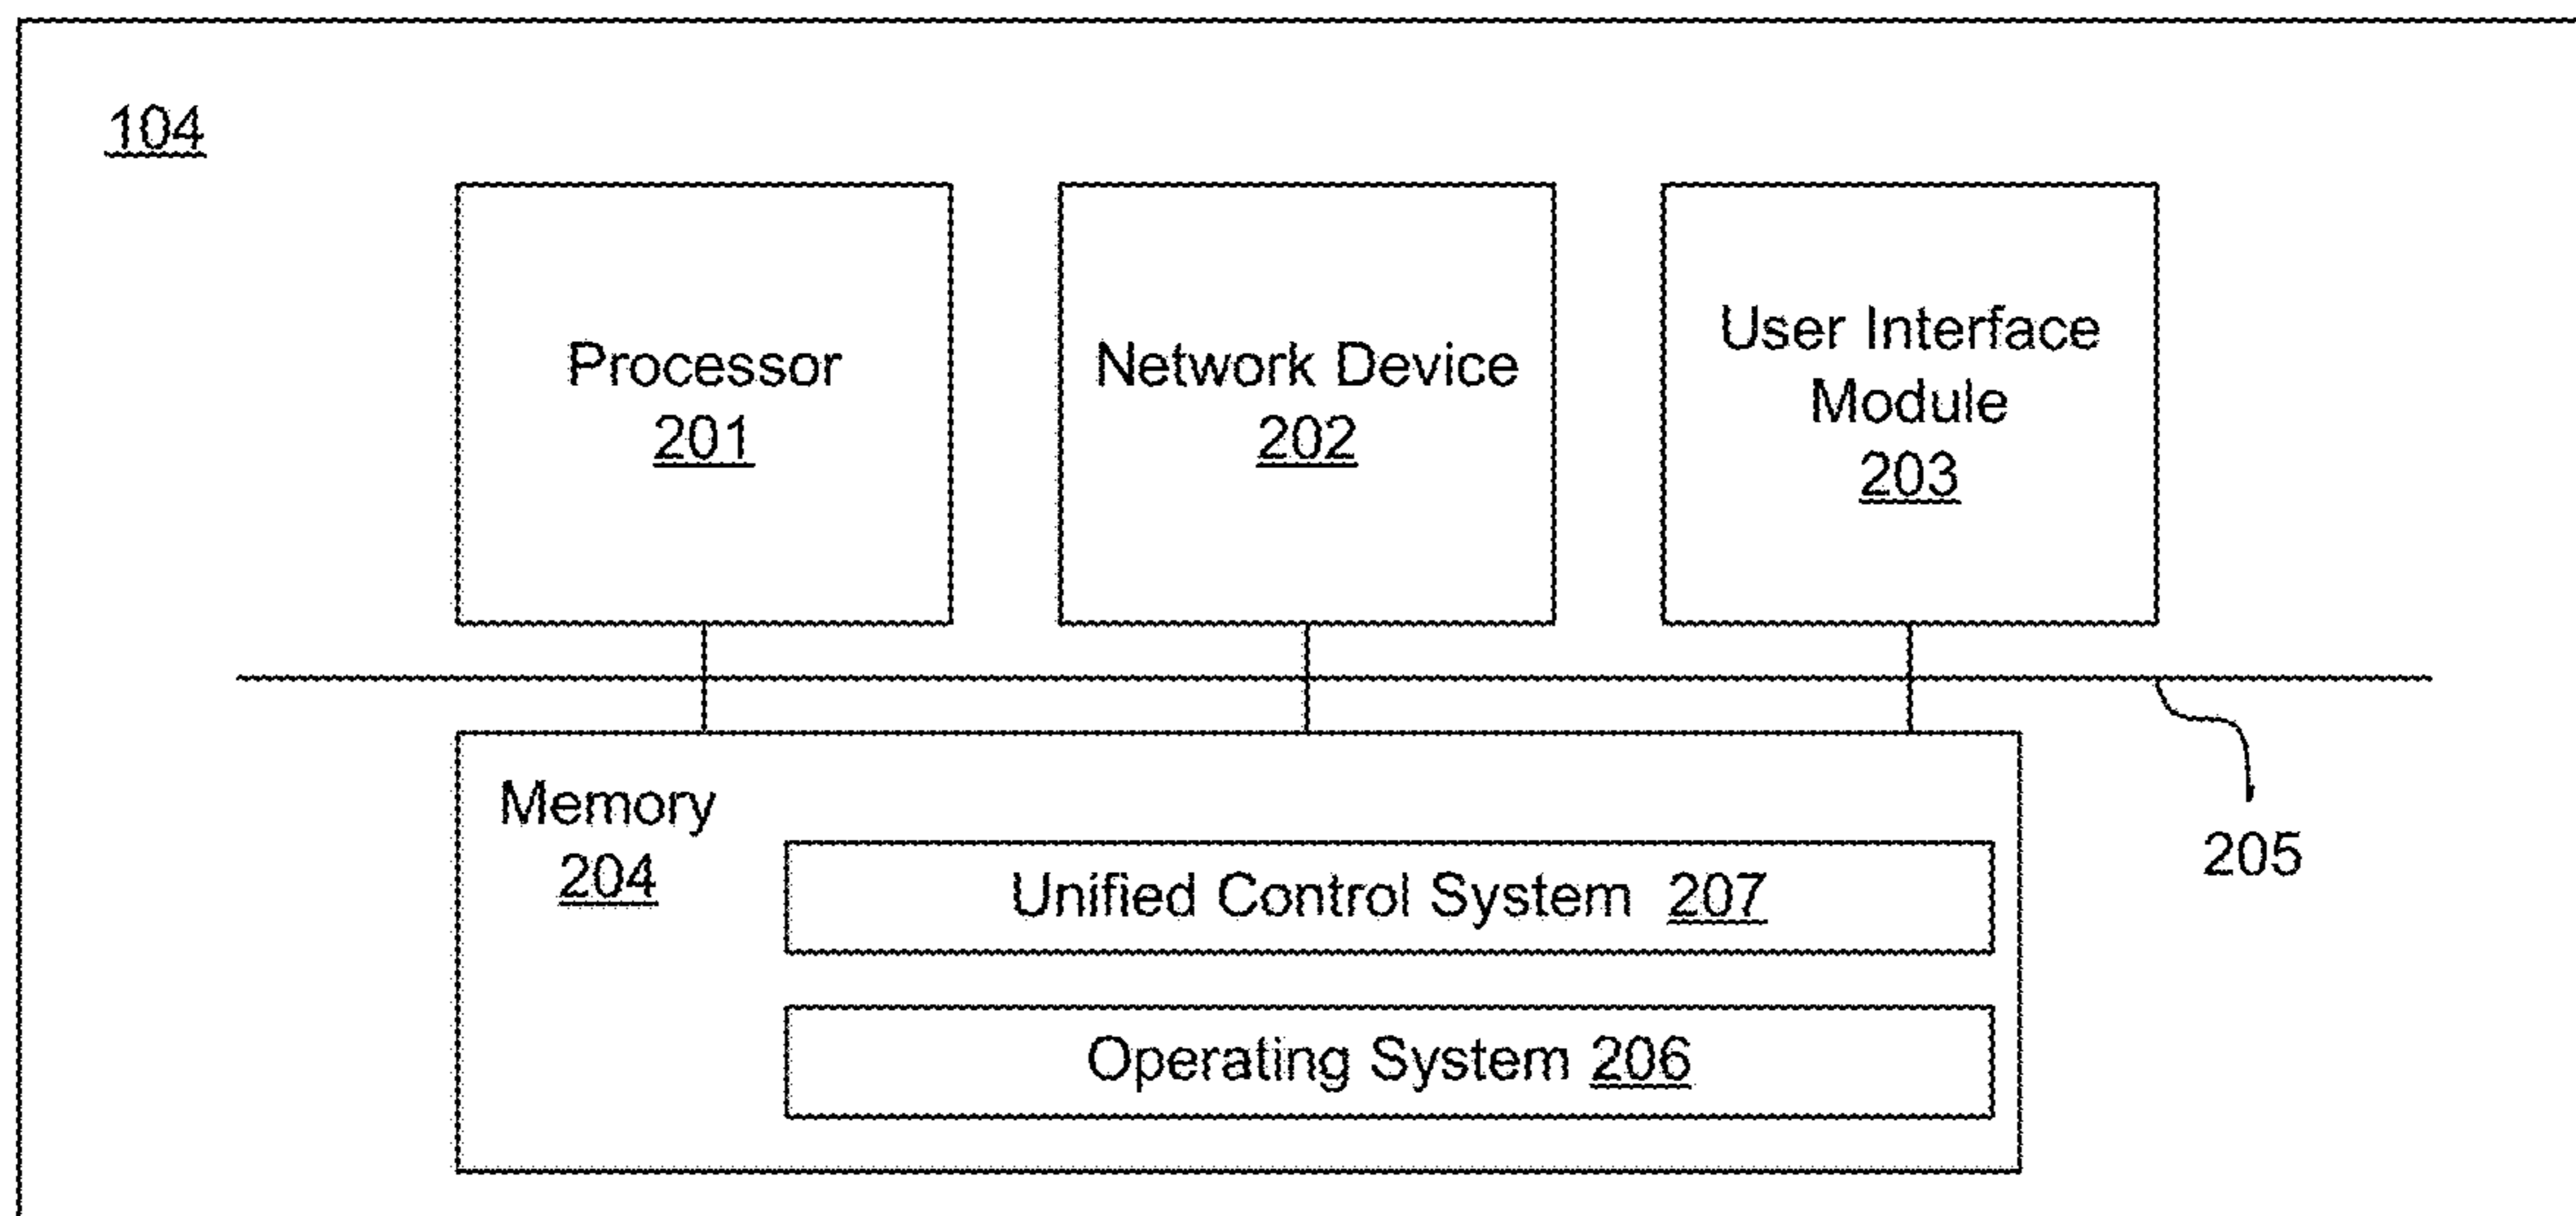 104
Processor
201
Network Device
202
User Interface
Module
203
Memory
204
Unified Control System 207
Operating System 206
205